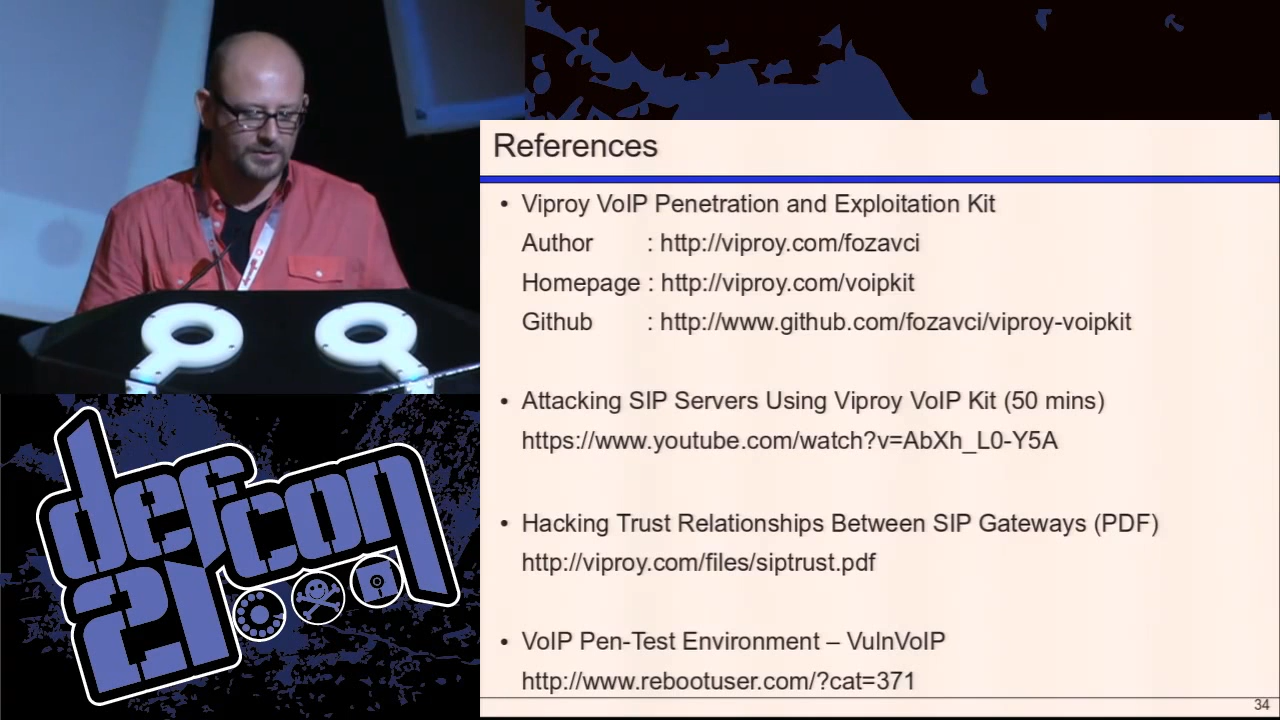 References
• Viproy VoIP Penetration and Exploitation Kit
Author : http://viproy.com/fozavci
Homepage : http://viproy.com/voipkit
Github : http://www.github.com/fozavci/viproy-voipkit
• Attacking SIP Servers Using Viproy VoIP Kit (50 mins)
https://www.youtube.com/watch?v=AbXh_L0-Y5A
• Hacking Trust Relationships Between SIP Gateways (PDF)
http://viproy.com/files/siptrust.pdf
• VoIP Pen-Test Environment – VulnVoIP
http://www.rebootuser.com/?cat=371
34
defcon
21